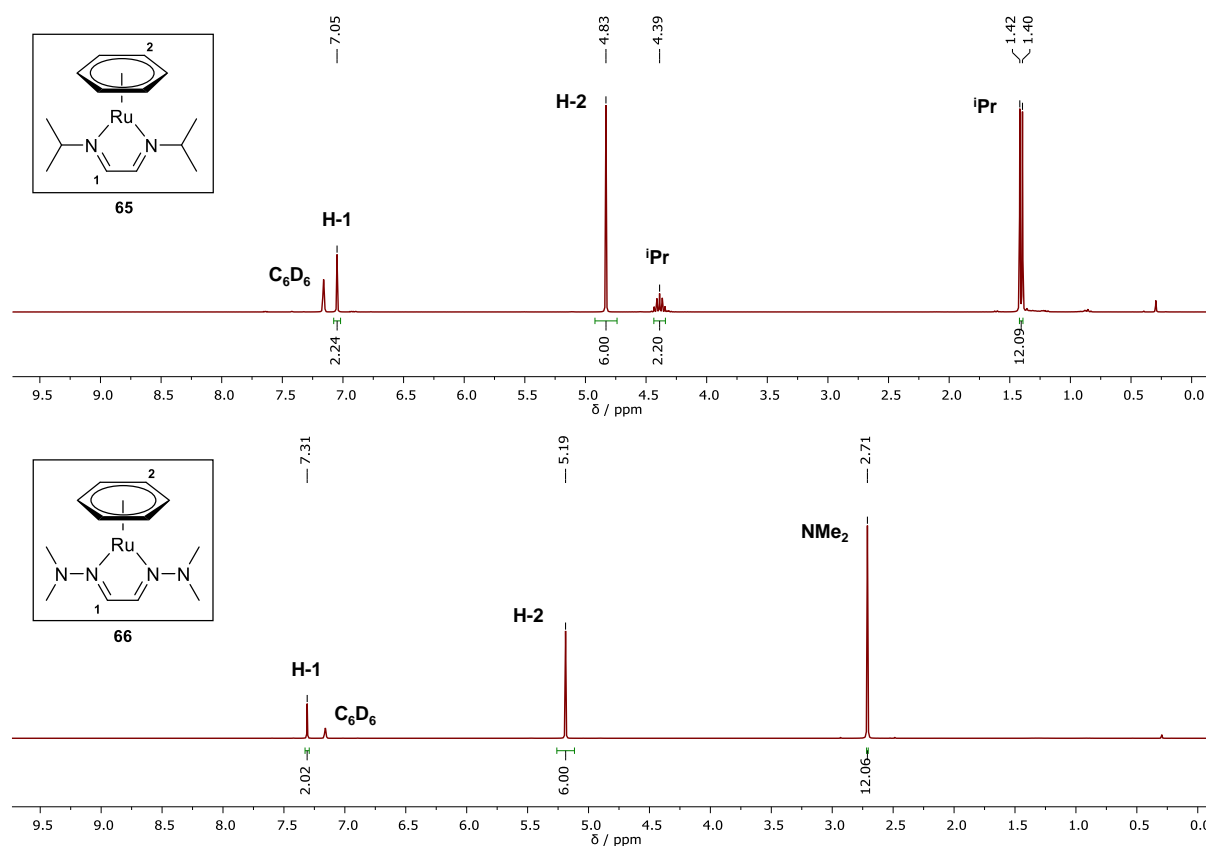 7.05 4.83 4.39 1.42 1.40
2
Ru
N N
1
65
H-2
ⁱPr
H-1
C₆D₆
ⁱPr
2.24 6.00 2.20 12.09
9.5 9.0 8.5 8.0 7.5 7.0 6.5 6.0 5.5 5.0 4.5 4.0 3.5 3.0 2.5 2.0 1.5 1.0 0.5 0.0
δ / ppm
7.31 5.19 2.71
2
Ru
N N N N
1
66
NMe₂
H-2
H-1
C₆D₆
2.02 6.00 12.06
9.5 9.0 8.5 8.0 7.5 7.0 6.5 6.0 5.5 5.0 4.5 4.0 3.5 3.0 2.5 2.0 1.5 1.0 0.5 0.0
δ / ppm